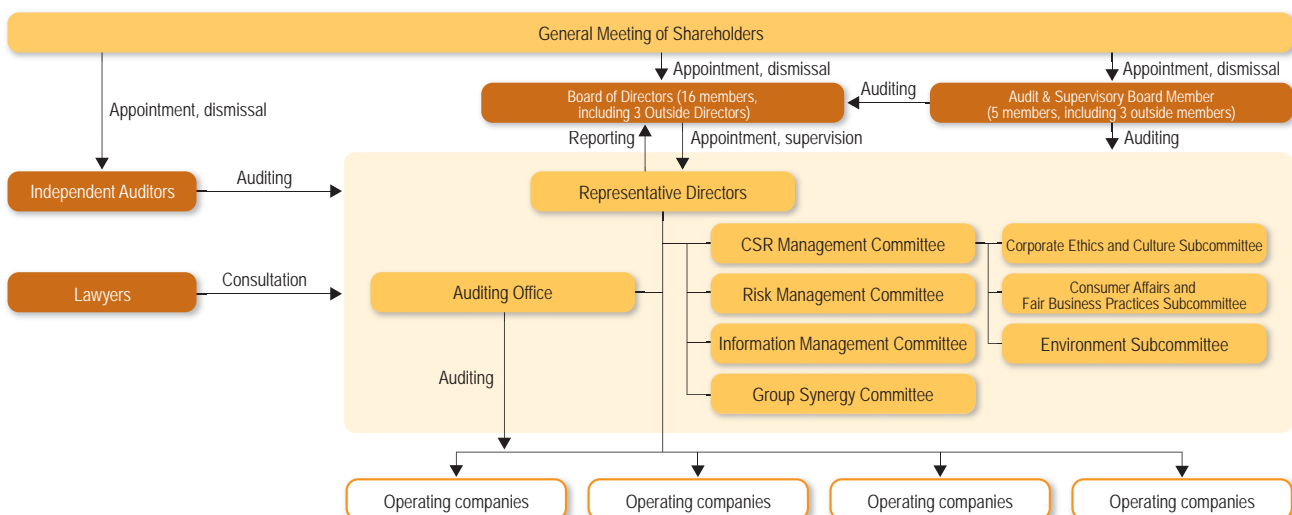 General Meeting of Shareholders
Appointment, dismissal
Appointment, dismissal
Appointment, dismissal
Board of Directors (16 members,
including 3 Outside Directors)
Auditing
Audit & Supervisory Board Member
(5 members, including 3 outside members)
Reporting
Appointment, supervision
Auditing
Independent Auditors
Auditing
Representative Directors
CSR Management Committee
Corporate Ethics and Culture Subcommittee
Lawyers
Consultation
Auditing Office
Risk Management Committee
Consumer Affairs and
Fair Business Practices Subcommittee
Information Management Committee
Environment Subcommittee
Auditing
Group Synergy Committee
Operating companies
Operating companies
Operating companies
Operating companies